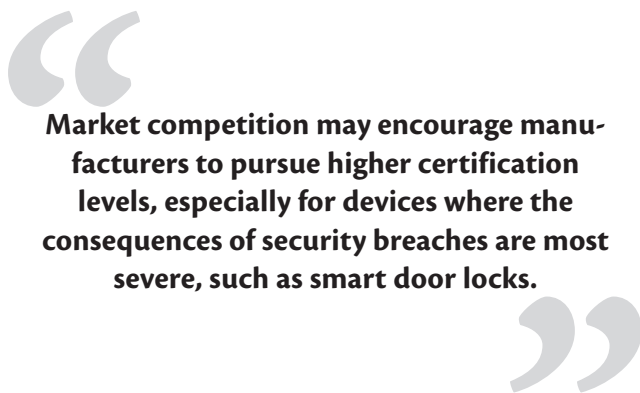 Market competition may encourage manu-
facturers to pursue higher certification
levels, especially for devices where the
consequences of security breaches are most
severe, such as smart door locks.